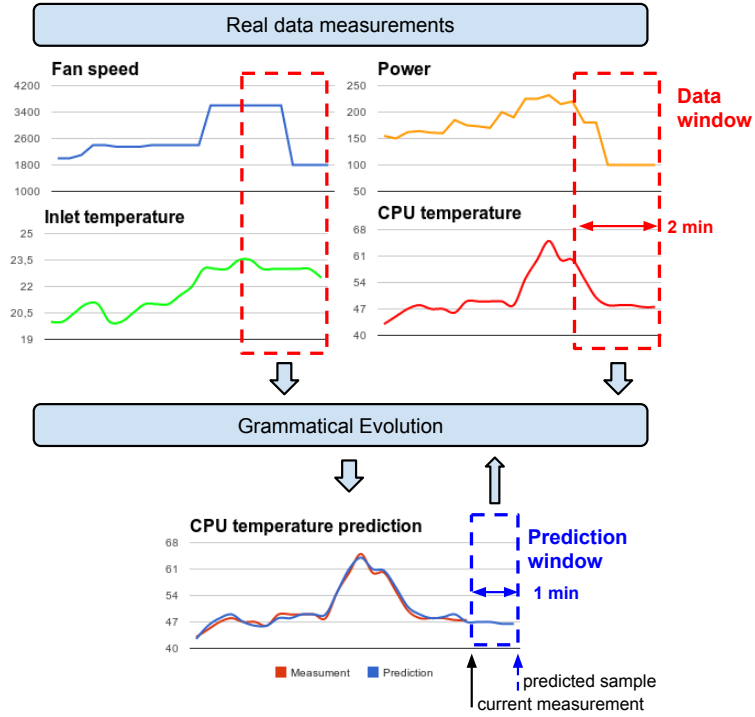 Real data measurements
Fan speed
4200
3400
2600
1800
1000
Power
250
200
150
100
50
Data
window
Inlet temperature
25
23,5
22
20,5
19
CPU temperature
68
61
54
47
40
2 min
Grammatical Evolution
CPU temperature prediction
68
61
54
47
40
Prediction
window
1 min
Measument
Prediction
predicted sample
current measurement